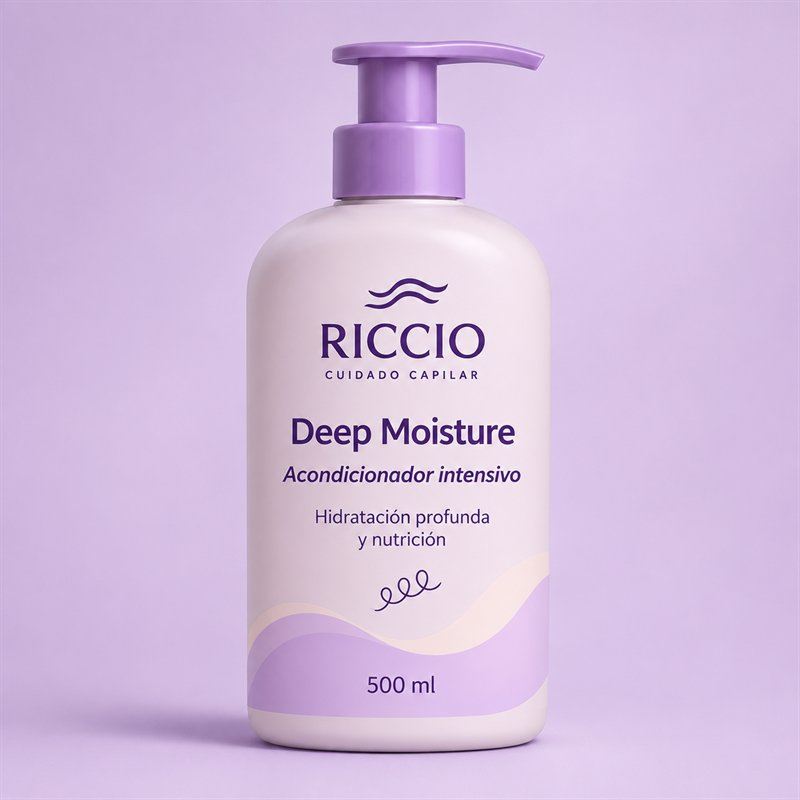 RICCIO
CUIDADO CAPILAR
Deep Moisture
Acondicionador intensivo
Hidratación profunda
y nutrición
500 ml